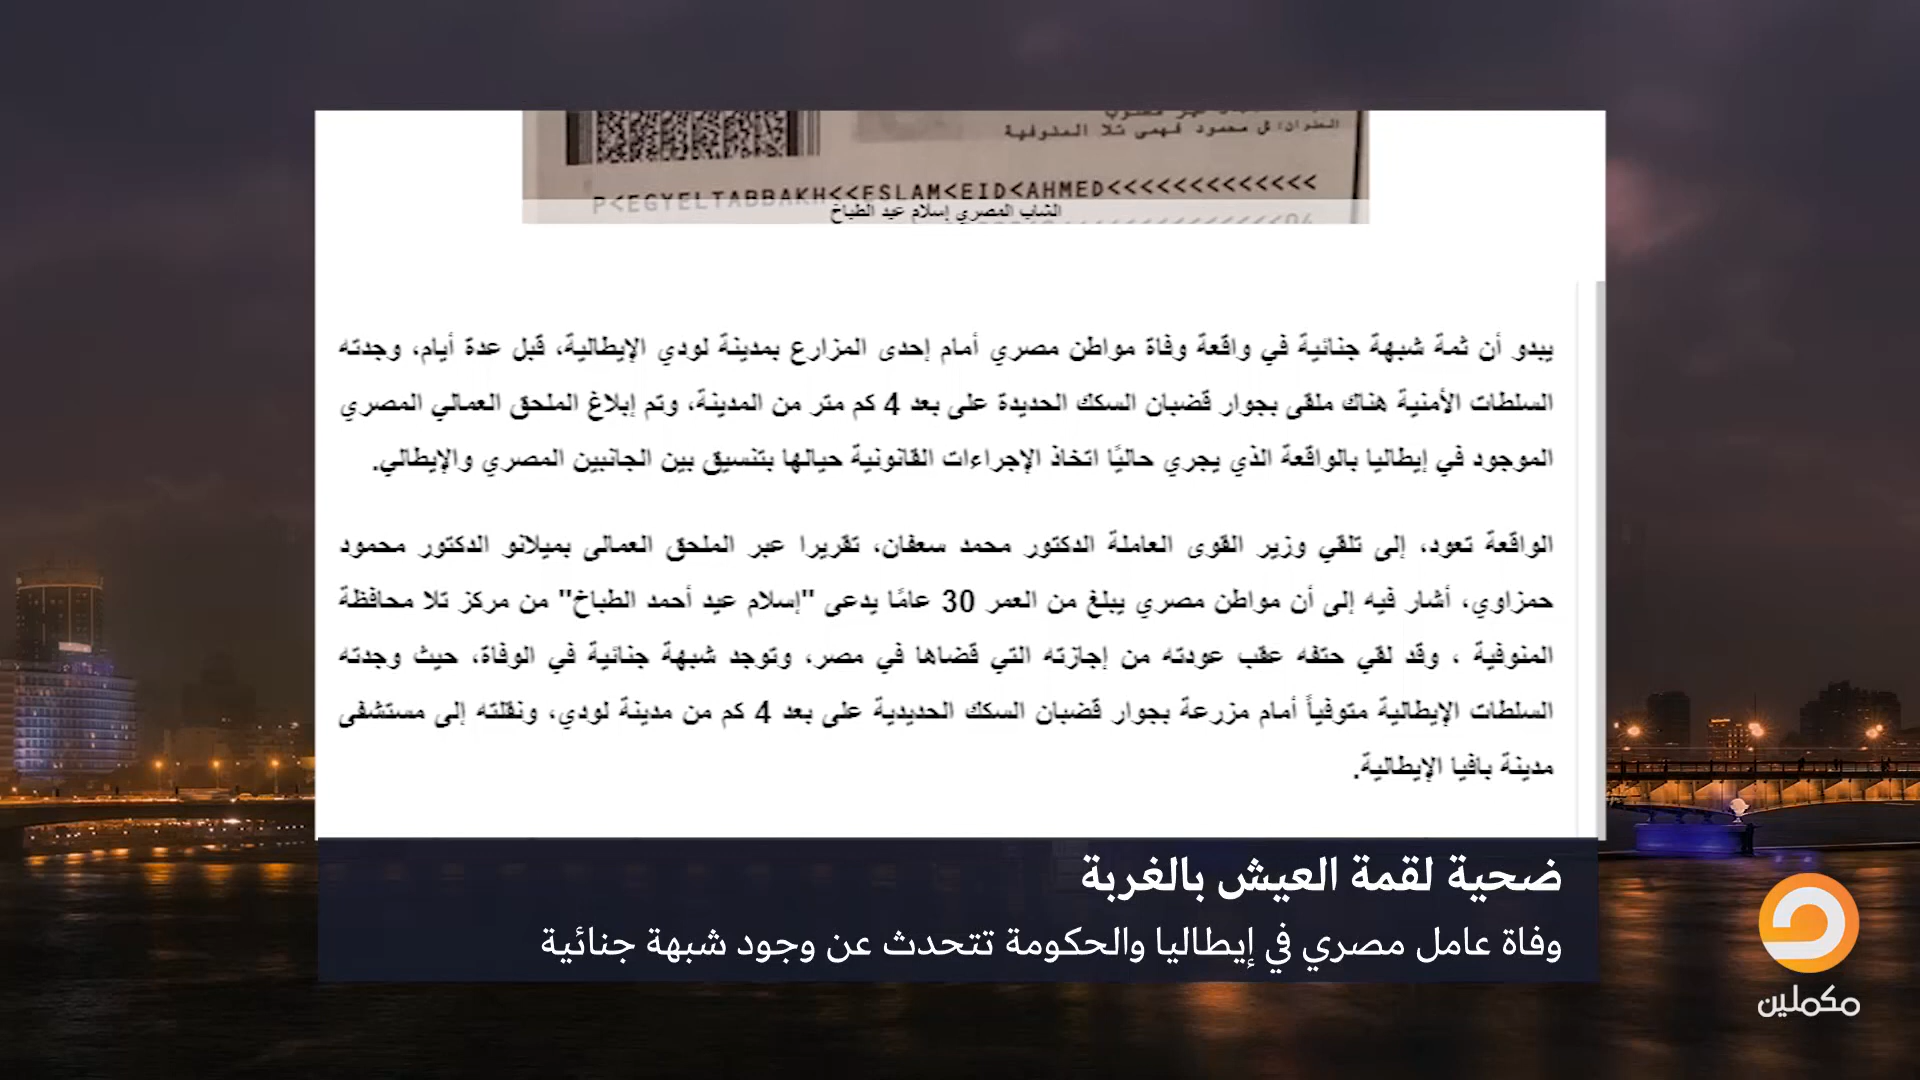 العنوان: ش محمود فهمى تلا المنوفية
P<EGYELTABBAKH<<ESLAM<EID<AHMED<<<<<<<<<<<<<
الشاب المصري إسلام عيد الطباخ
يبدو أن ثمة شبهة جنائية في واقعة وفاة مواطن مصري أمام إحدى المزارع بمدينة لودي الإيطالية، قبل عدة أيام، وجدته
السلطات الأمنية هناك ملقى بجوار قضبان السكك الحديدة على بعد 4 كم متر من المدينة، وتم إبلاغ الملحق العمالي المصري
الموجود في إيطاليا بالواقعة الذي يجري حاليًا اتخاذ الإجراءات القانونية حيالها بتنسيق بين الجانبين المصري والإيطالي.
الواقعة تعود، إلى تلقي وزير القوى العاملة الدكتور محمد سعفان، تقريرا عبر الملحق العمالى بميلانو الدكتور محمود
حمزاوي، أشار فيه إلى أن مواطن مصري يبلغ من العمر 30 عامًا يدعى "إسلام عيد أحمد الطباخ" من مركز تلا محافظة
المنوفية ، وقد لقي حتفه عقب عودته من إجازته التي قضاها في مصر، وتوجد شبهة جنائية في الوفاة، حيث وجدته
السلطات الإيطالية متوفياً أمام مزرعة بجوار قضبان السكك الحديدية على بعد 4 كم من مدينة لودي، ونقلته إلى مستشفى
مدينة بافيا الإيطالية.
ضحية لقمة العيش بالغربة
وفاة عامل مصري في إيطاليا والحكومة تتحدث عن وجود شبهة جنائية
مكملين